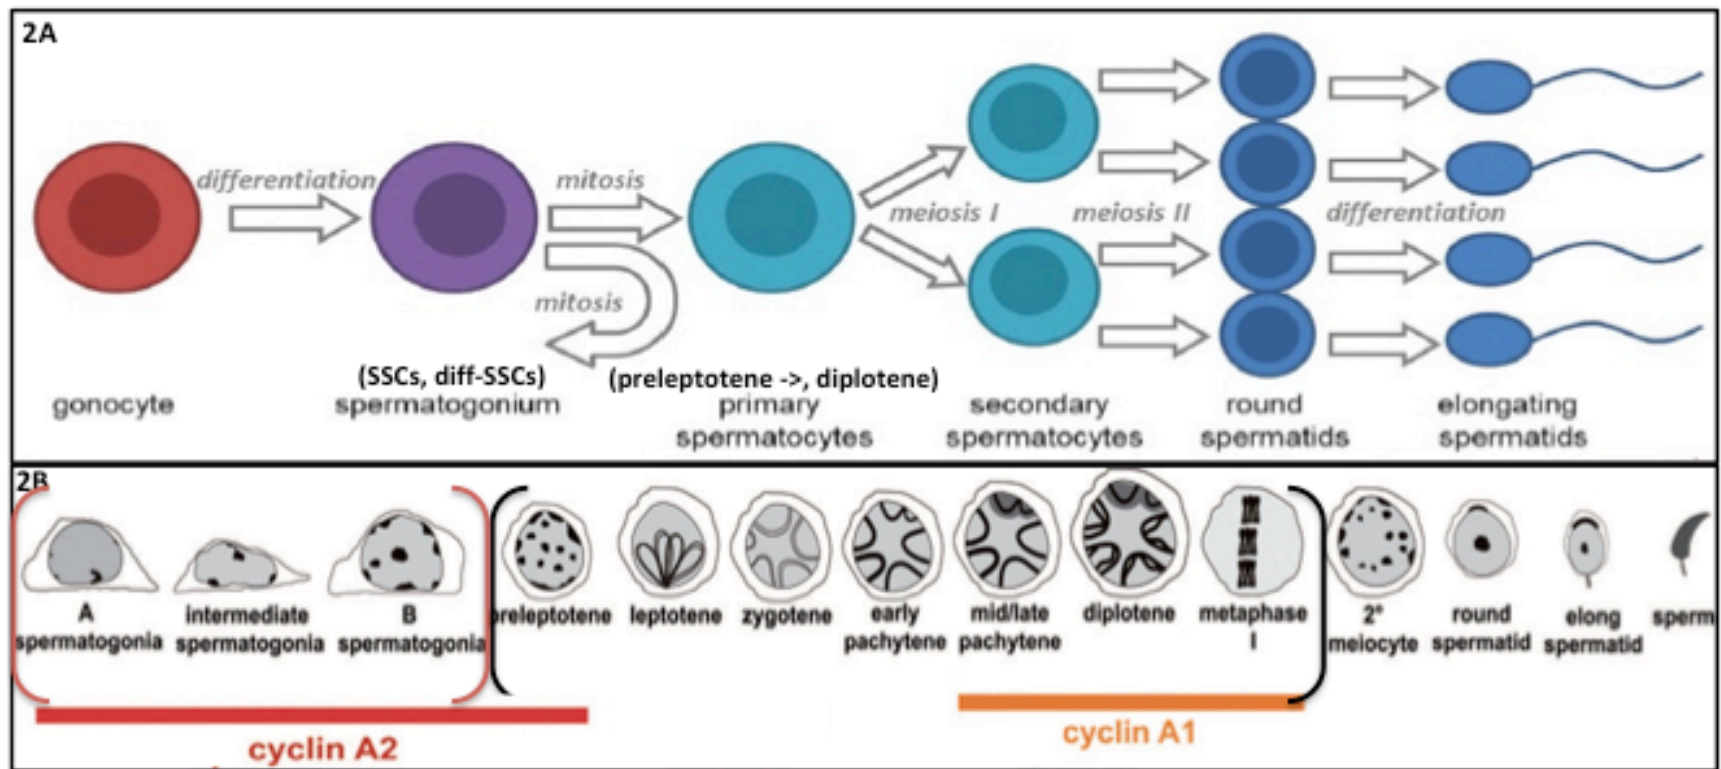 2A
differentiation
mitosis
mitosis
meiosis I
meiosis II
differentiation
(SSCs, diff-SSCs)
(preleptotene ->, diplotene)
gonocyte
spermatogonium
primary
spermatocytes
secondary
spermatocytes
round
spermatids
elongating
spermatids
2B
A
spermatogonia
intermediate
spermatogonia
B
spermatogonia
preleptotene
leptotene
zygotene
early
pachytene
mid/late
pachytene
diplotene
metaphase
I
2°
meiocyte
round
spermatid
elong
spermatid
sperm
cyclin A2
cyclin A1